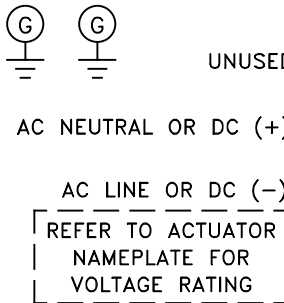 G G
UNUSED
AC NEUTRAL OR DC (+)
AC LINE OR DC (-)
REFER TO ACTUATOR
NAMEPLATE FOR
VOLTAGE RATING